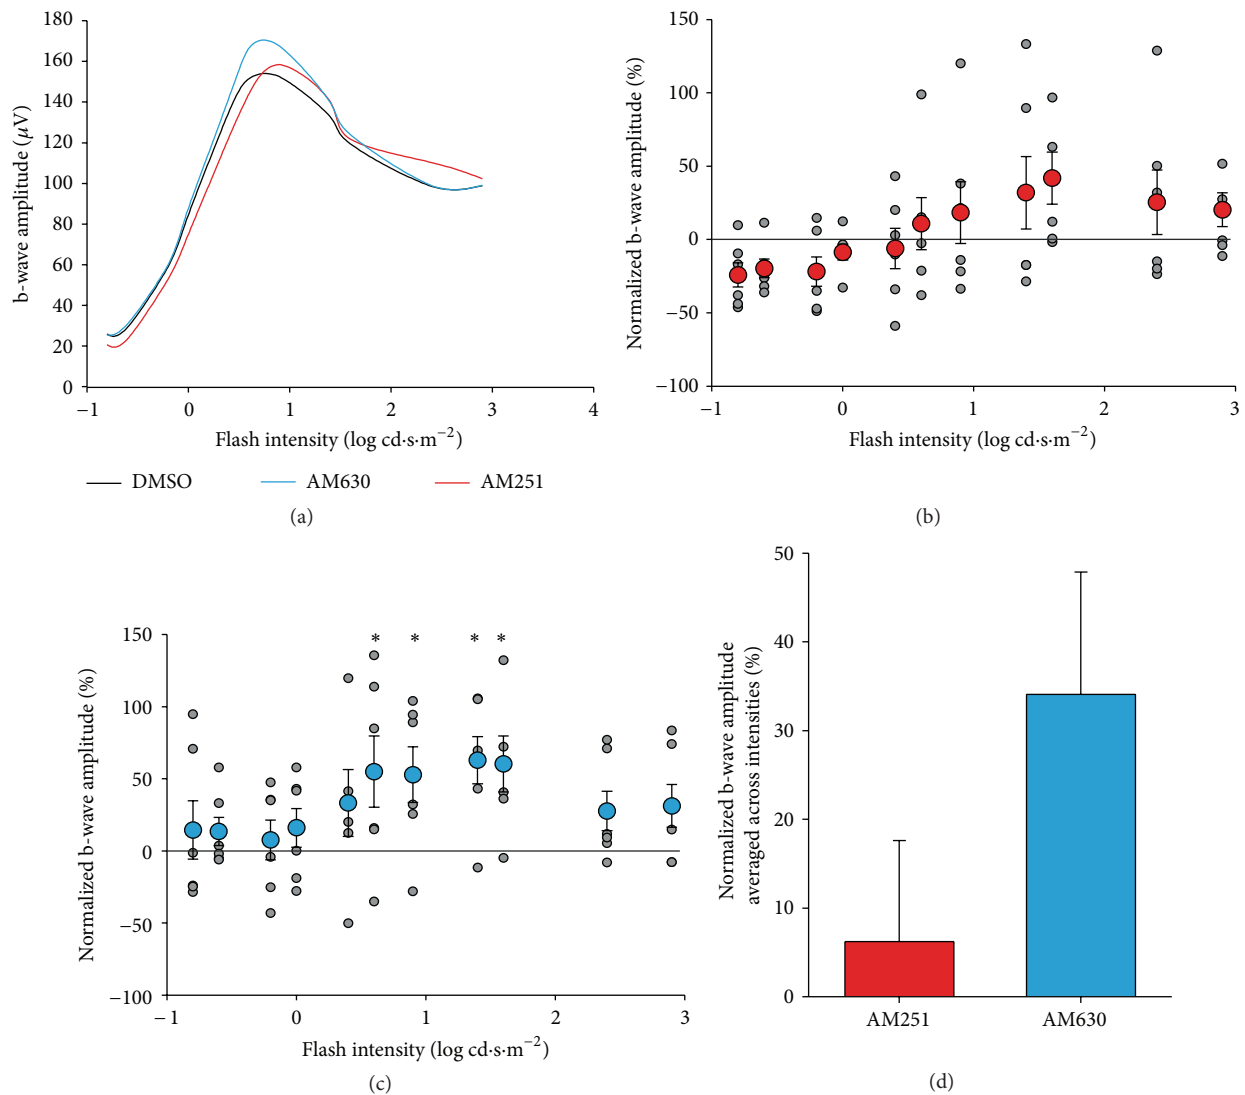 180
160
140
120
100
80
60
40
20
0
b-wave amplitude (μV)
−1 0 1 2 3 4
Flash intensity (log cd·s·m−2)
DMSO AM630 AM251
(a)
150
100
50
0
−50
−100
Normalized b-wave amplitude (%)
−1 0 1 2 3
Flash intensity (log cd·s·m−2)
(b)
150
100
50
0
−50
−100
Normalized b-wave amplitude (%)
* * * *
−1 0 1 2 3
Flash intensity (log cd·s·m−2)
(c)
50
40
30
20
10
0
Normalized b-wave amplitude
averaged across intensities (%)
AM251 AM630
(d)